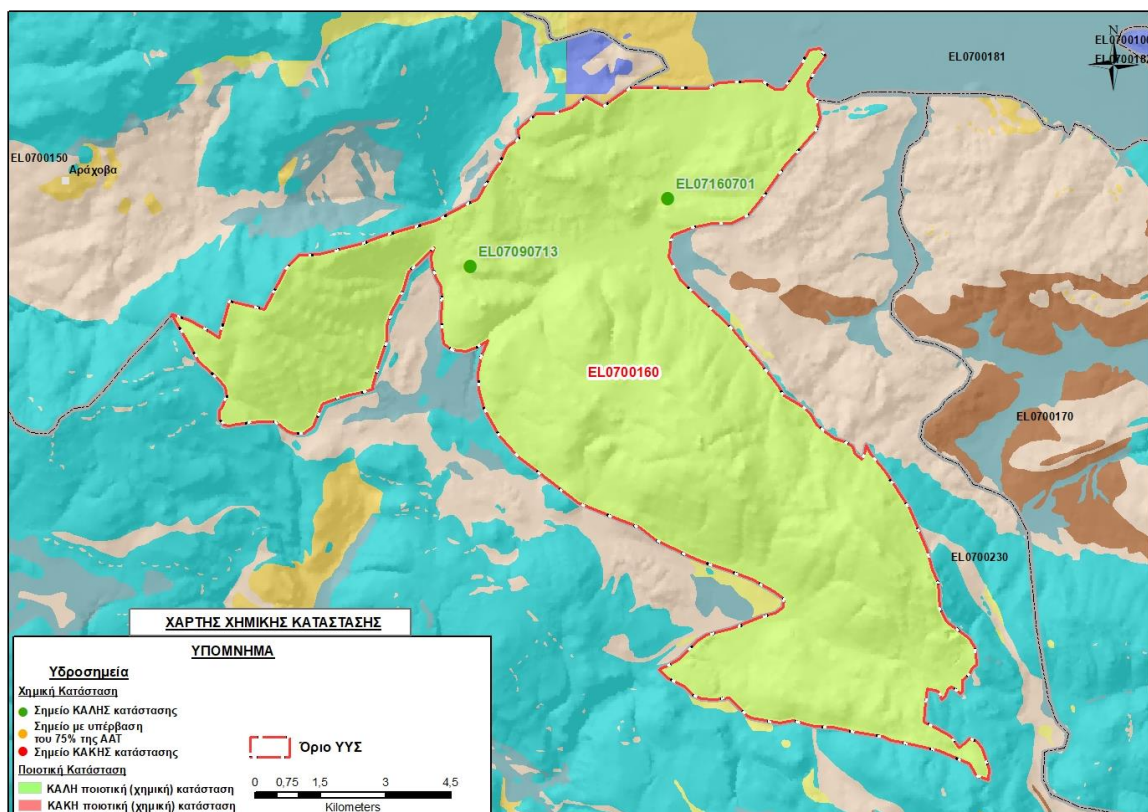 N
EL0700100
EL0700181
EL0700182
EL0700150
Αράχοβα
EL07160701
EL07090713
EL0700160
EL0700170
EL0700230
ΧΑΡΤΗΣ ΧΗΜΙΚΗΣ ΚΑΤΑΣΤΑΣΗΣ
ΥΠΟΜΝΗΜΑ
Υδροσημεία
Χημική Κατάσταση
Σημείο ΚΑΛΗΣ κατάστασης
Σημείο με υπέρβαση
του 75% της ΑΑΤ
Σημείο ΚΑΚΗΣ κατάστασης
Όριο ΥΥΣ
Ποιοτική Κατάσταση
ΚΑΛΗ ποιοτική (χημική) κατάσταση
ΚΑΚΗ ποιοτική (χημική) κατάσταση
0 0,75 1,5 3 4,5
Kilometers